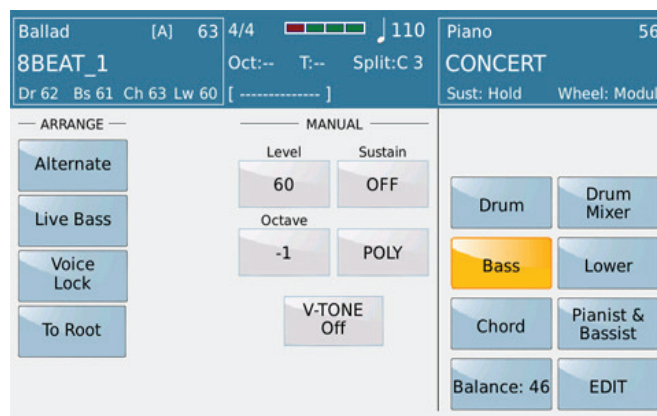 Ballad [A] 63
8BEAT_1
Dr 62 Bs 61 Ch 63 Lw 60
4/4 ♩110
Oct:-- T:-- Split:C 3
[ -------------- ]
Piano 56
CONCERT
Sust: Hold Wheel: Modul
ARRANGE
Alternate
Live Bass
Voice
Lock
To Root
MANUAL
Level Sustain
60 OFF
Octave
-1 POLY
V-TONE
Off
Drum
Drum
Mixer
Bass
Lower
Chord
Pianist &
Bassist
Balance: 46
EDIT